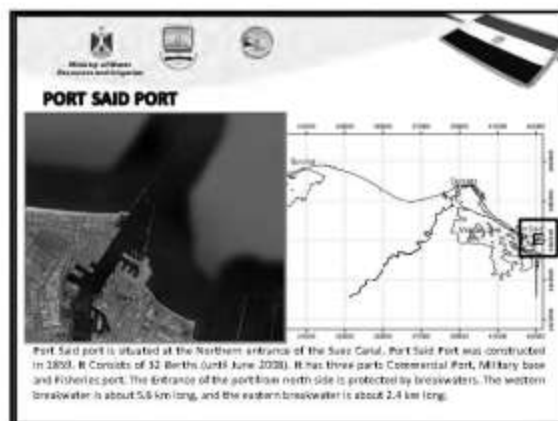 Ministry of Water
Resources and Irrigation
PORT SAID PORT
Port Said port is situated at the Northern entrance of the Suez Canal. Port Said Port was constructed
in 1859. It Consists of 32 Berths (until June 2008). It has three parts Commercial Port, Military base
and Fisheries port. The Entrance of the port from north side is protected by breakwaters. The western
breakwater is about 5.6 km long, and the eastern breakwater is about 2.4 km long.